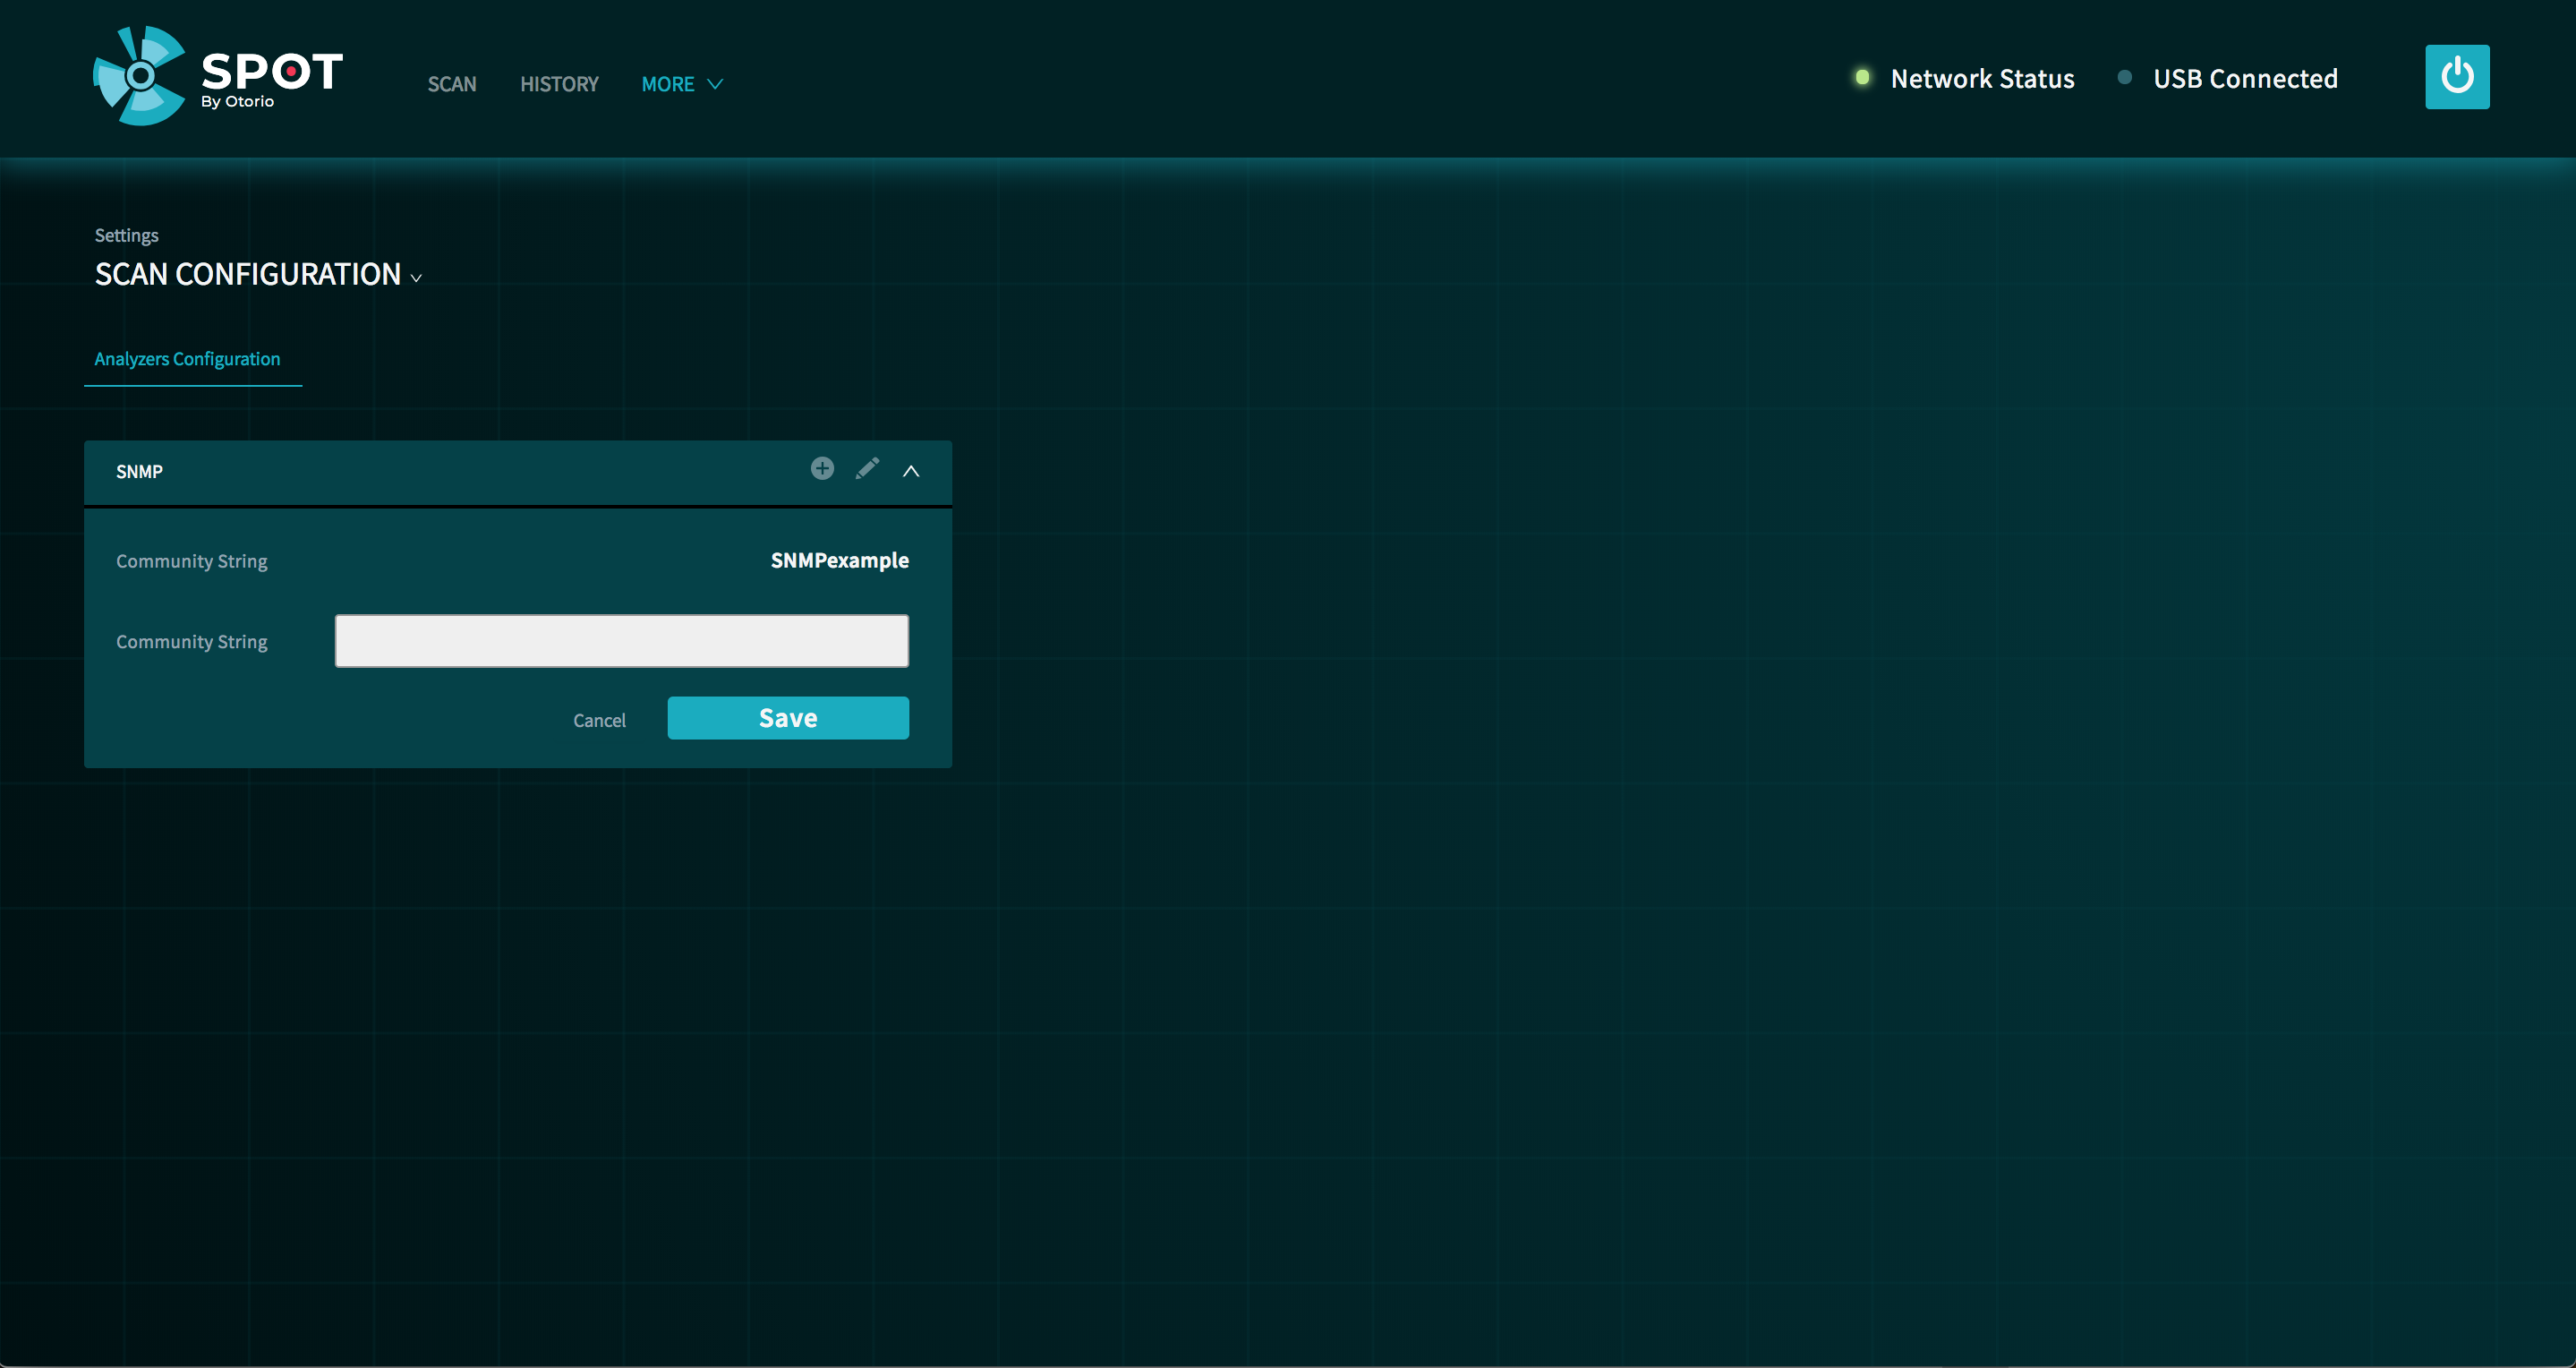 SPOT
By Otorio
SCAN HISTORY MORE
Network Status USB Connected
Settings
SCAN CONFIGURATION
Analyzers Configuration
SNMP
Community String SNMPexample
Community String
Cancel Save